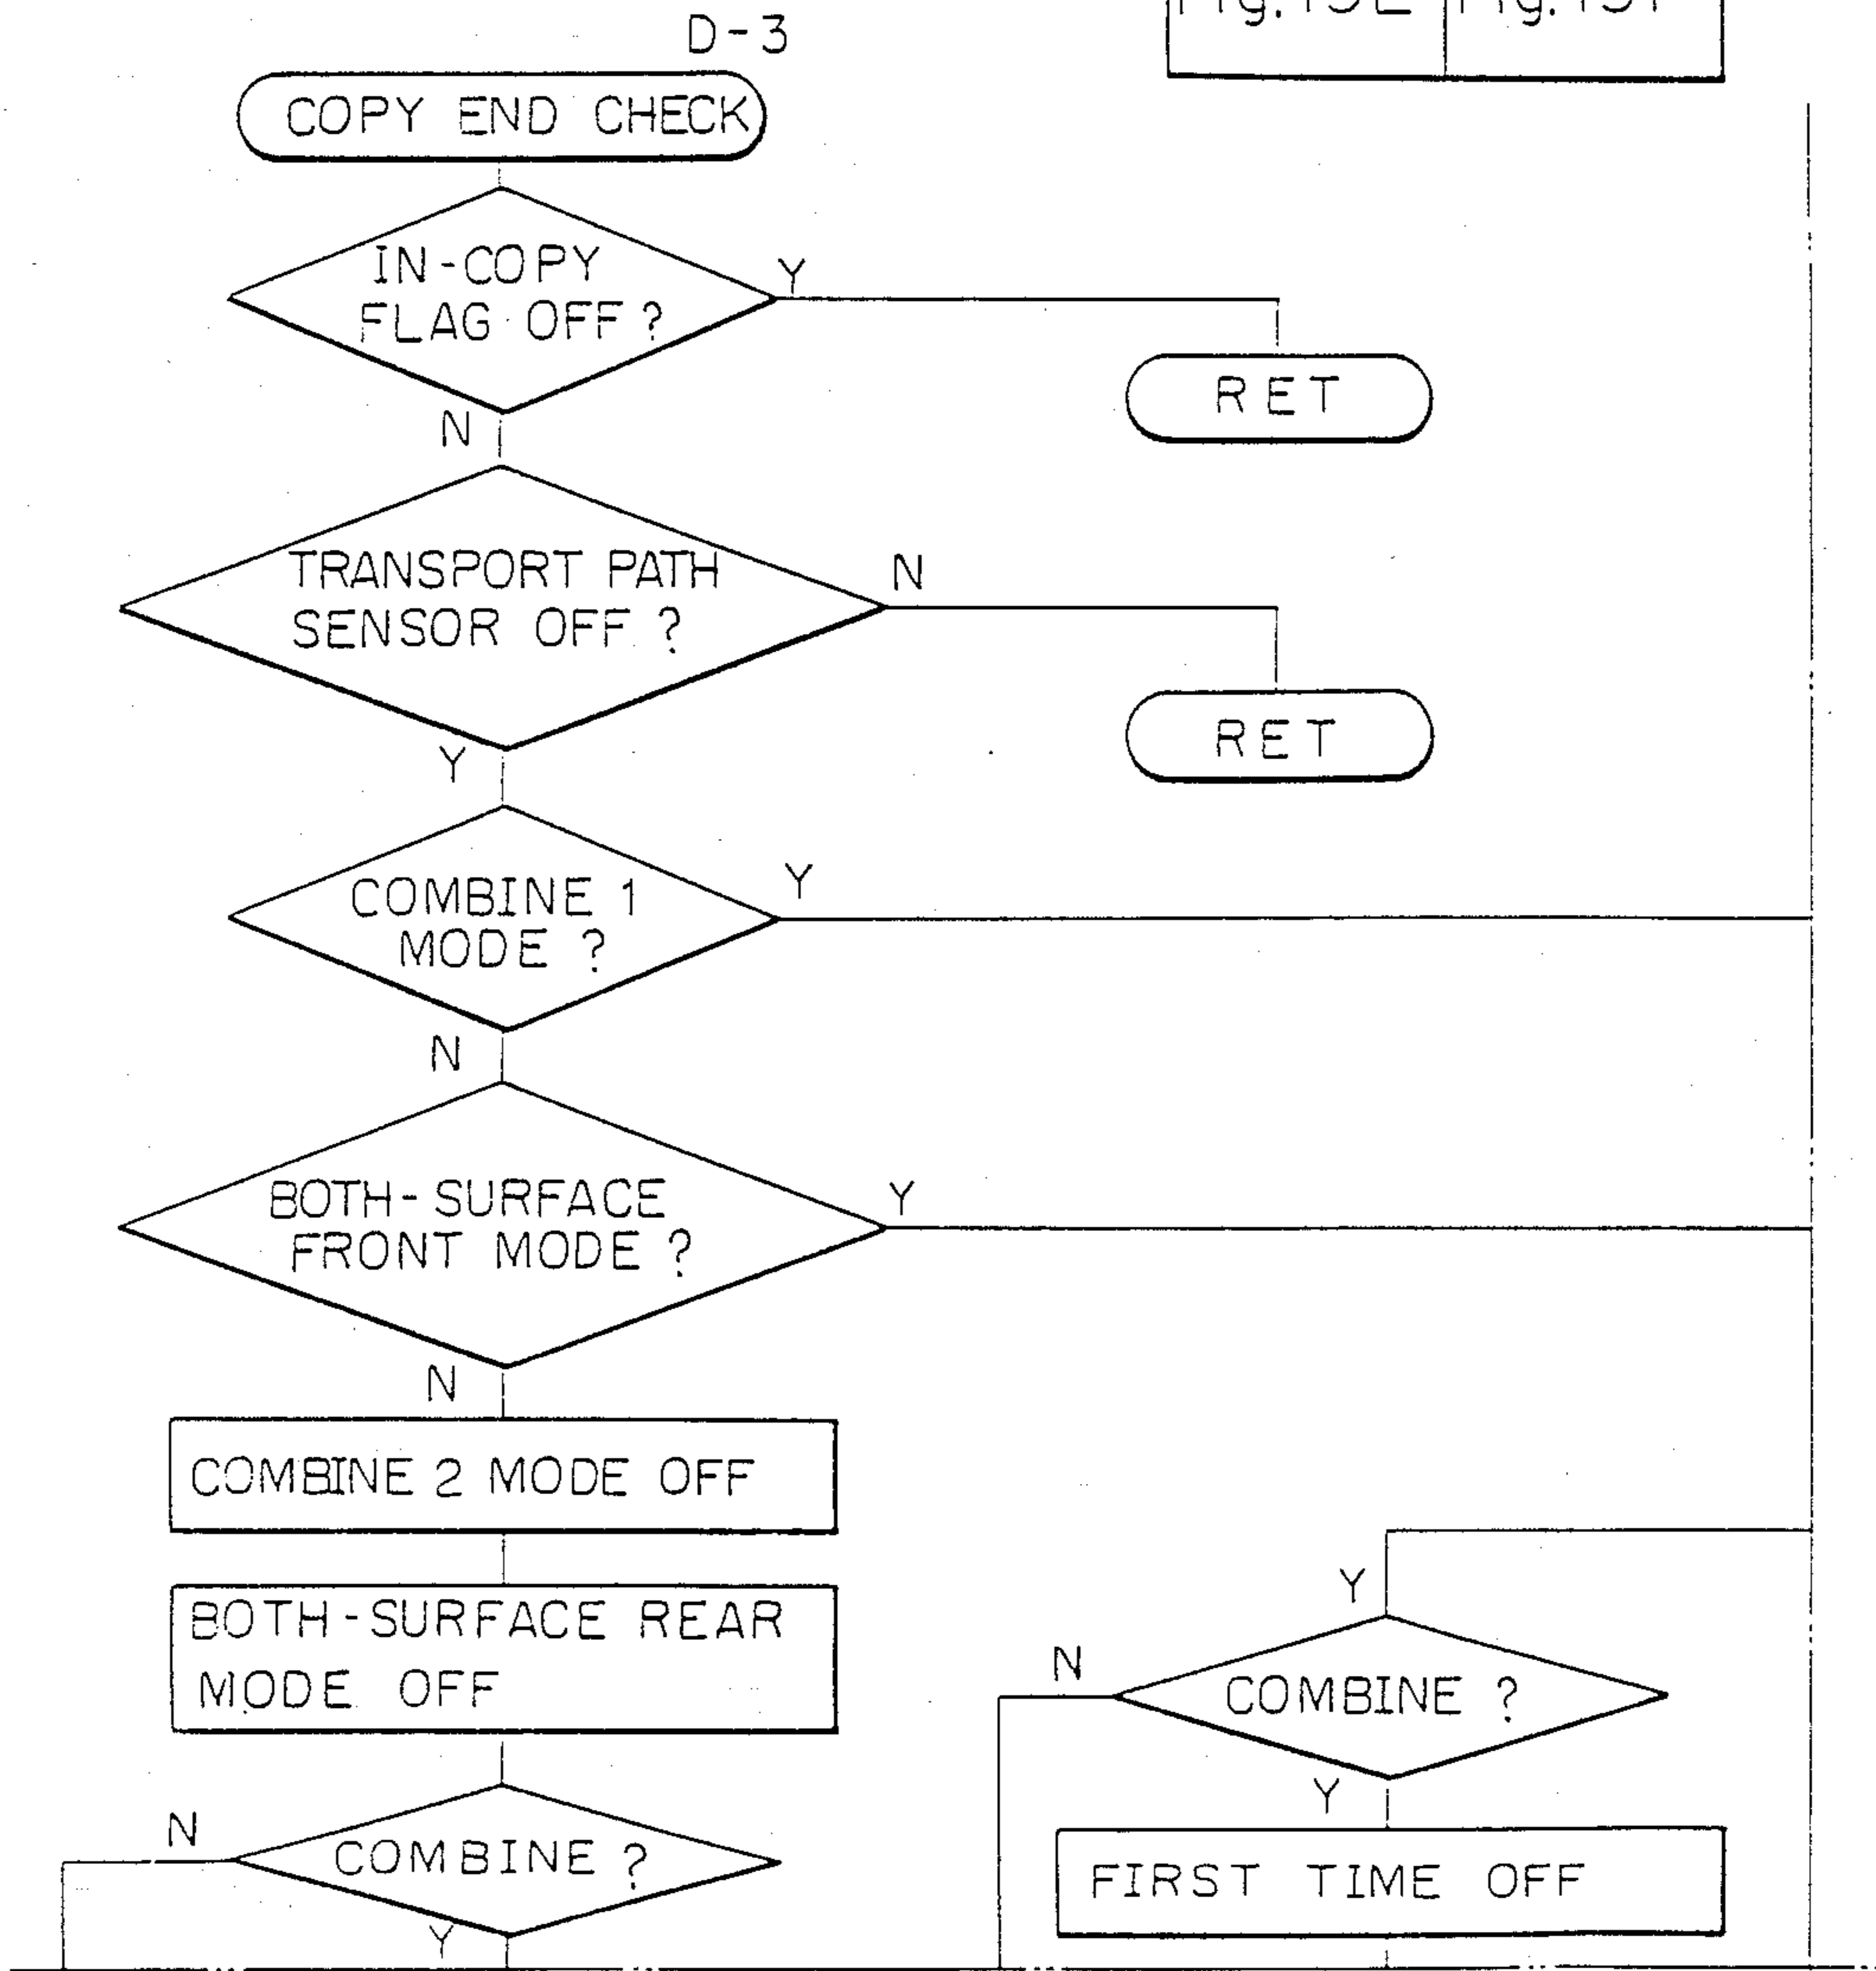 D-3
COPY END CHECK
IN-COPY
FLAG OFF ?
Y
RET
N
TRANSPORT PATH
SENSOR OFF ?
N
RET
Y
COMBINE 1
MODE ?
Y
N
BOTH-SURFACE
FRONT MODE ?
Y
N
COMBINE 2 MODE OFF
BOTH-SURFACE REAR
MODE OFF
Y
N
COMBINE ?
Y
FIRST TIME OFF
N
COMBINE ?
Y